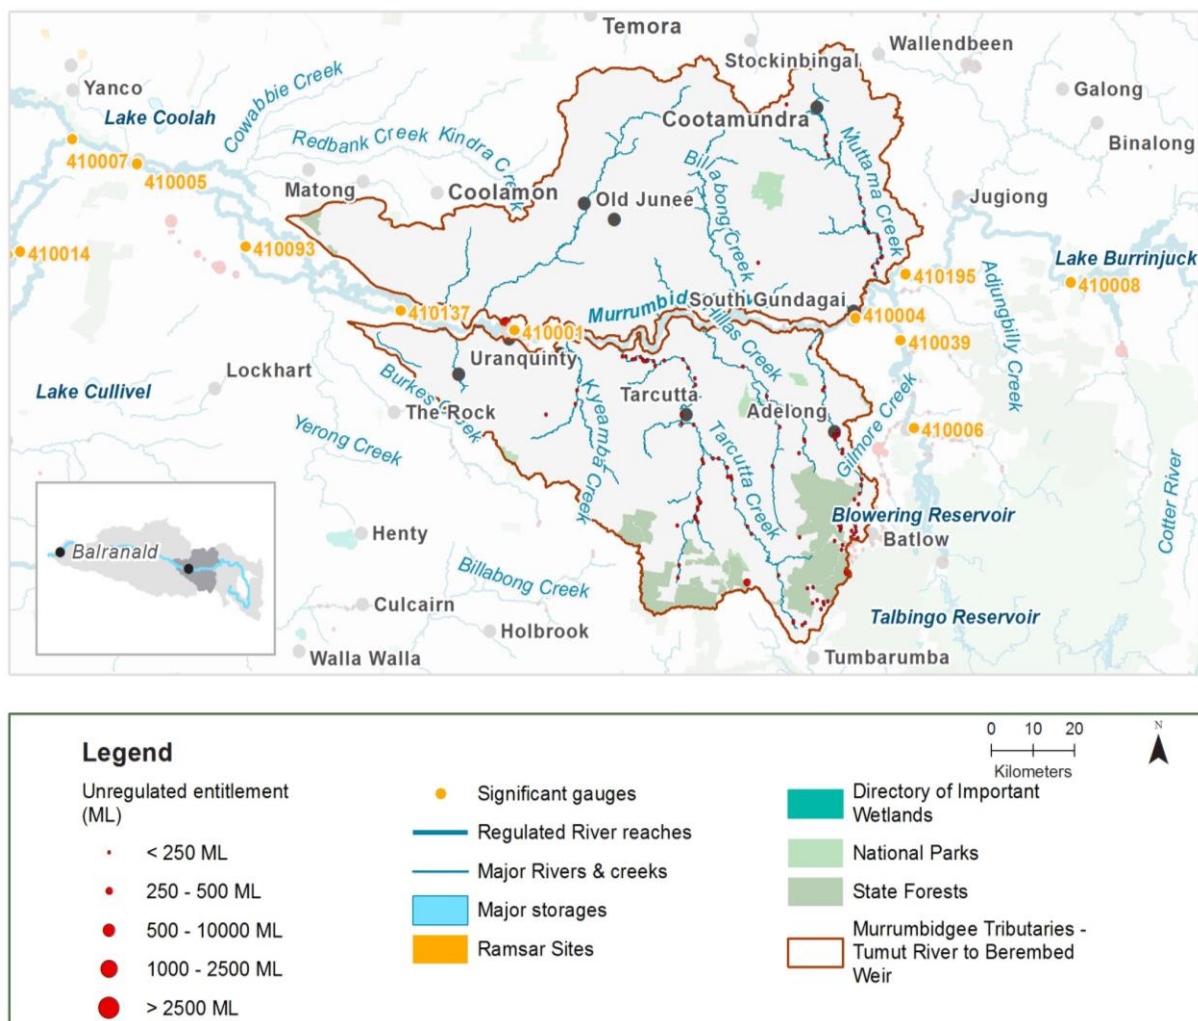 Temora
Wallendbeen
Stockinbingal
Yanco
Galong
Lake Coolah
Cowabbie Creek
Cootamundra
Redbank Creek
Kindra Creek
Muttama Creek
Binalong
410007
410005
Billabong Creek
Matong
Coolamon
Old Junee
Jugiong
410014
410093
410195
Lake Burrinjuck
410008
Adjungbilly Creek
South Gundagai
Murrumbid
410137
410001
410004
Hillas Creek
410039
Uranquinty
Lockhart
Lake Cullivel
Burkes Creek
Kyeamba Creek
The Rock
Tarcutta
Adelong
Gilmore Creek
410006
Yerong Creek
Tarcutta Creek
Cotter River
Blowering Reservoir
Henty
Batlow
Balranald
Billabong Creek
Culcairn
Talbingo Reservoir
Holbrook
Walla Walla
Tumbarumba
Legend
Unregulated entitlement
(ML)
< 250 ML
250 - 500 ML
500 - 10000 ML
1000 - 2500 ML
> 2500 ML
Significant gauges
Regulated River reaches
Major Rivers & creeks
Major storages
Ramsar Sites
0 10 20
Kilometers
N
Directory of Important
Wetlands
National Parks
State Forests
Murrumbidgee Tributaries -
Tumut River to Berembed
Weir